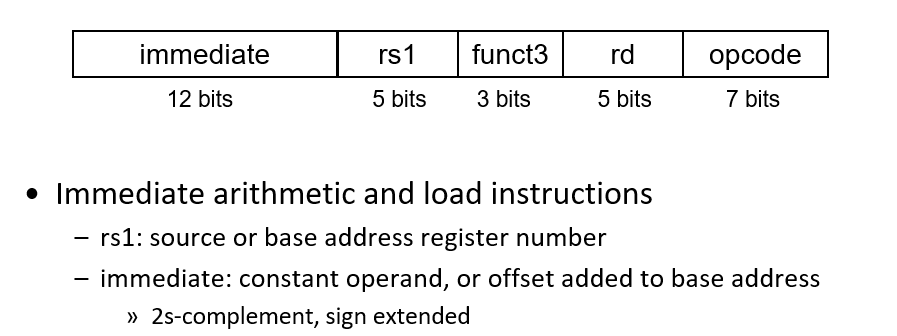 immediate rs1 funct3 rd opcode
12 bits 5 bits 3 bits 5 bits 7 bits
• Immediate arithmetic and load instructions
– rs1: source or base address register number
– immediate: constant operand, or offset added to base address
» 2s-complement, sign extended